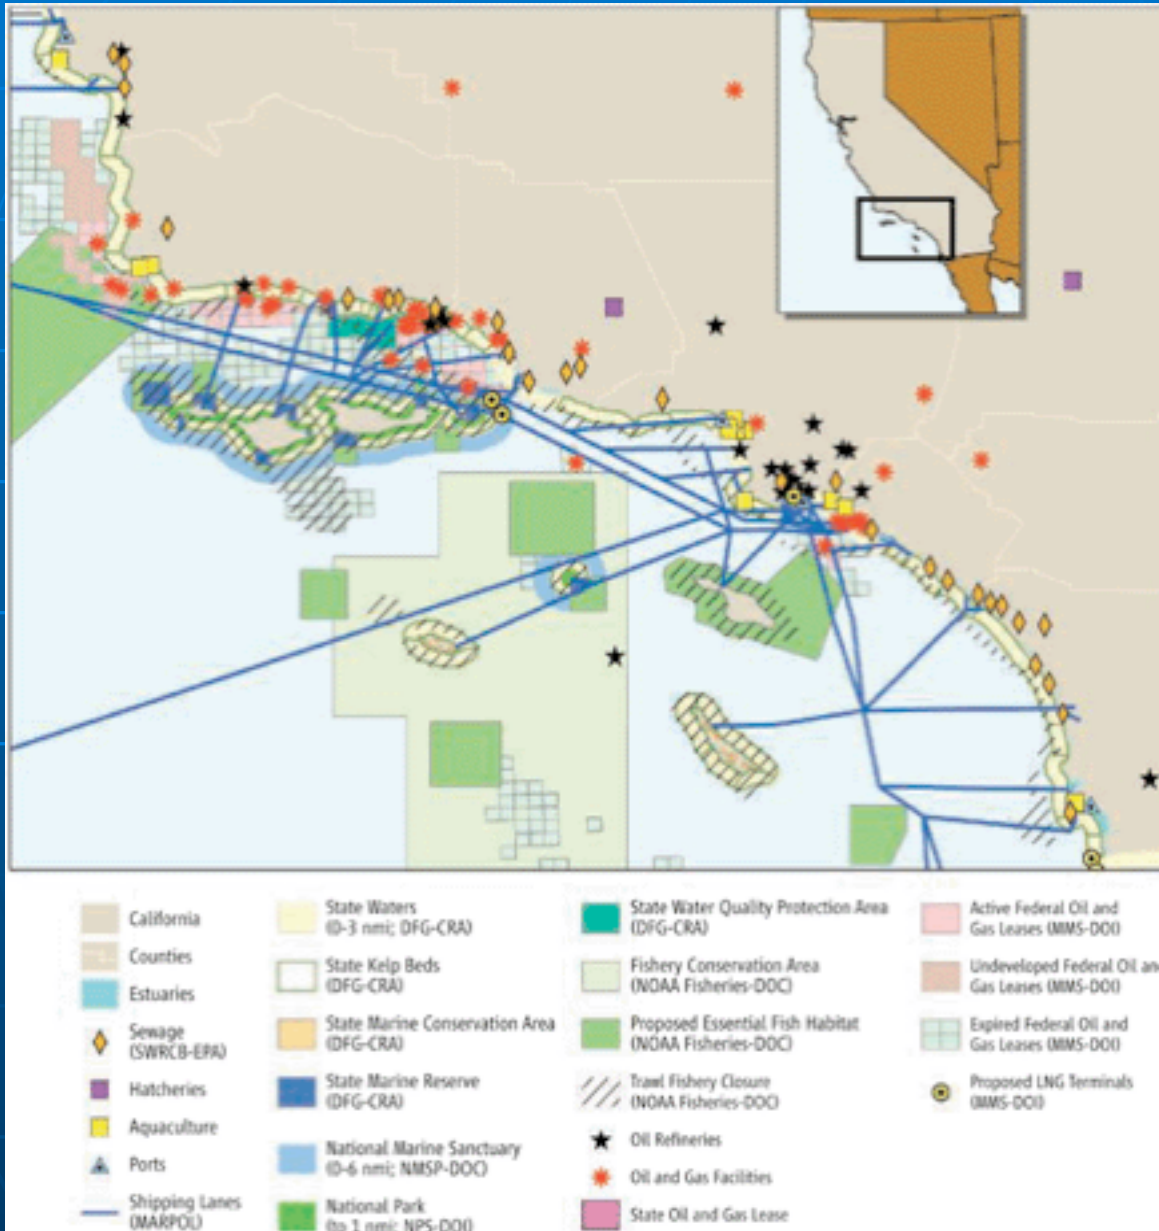 California
Counties
Estuaries
Sewage
(SWRCB-EPA)
Hatcheries
Aquaculture
Ports
Shipping Lanes
(MARPOL)
State Waters
(0-3 nmi; DFG-CRA)
State Kelp Beds
(DFG-CRA)
State Marine Conservation Area
(DFG-CRA)
State Marine Reserve
(DFG-CRA)
National Marine Sanctuary
(0-6 nmi; NMSP-DOC)
National Park
(to 1 nmi; NPS-DOI)
State Water Quality Protection Area
(DFG-CRA)
Fishery Conservation Area
(NOAA Fisheries-DOC)
Proposed Essential Fish Habitat
(NOAA Fisheries-DOC)
Trawl Fishery Closure
(NOAA Fisheries-DOC)
Oil Refineries
Oil and Gas Facilities
State Oil and Gas Lease
Active Federal Oil and
Gas Leases (MMS-DOI)
Undeveloped Federal Oil and
Gas Leases (MMS-DOI)
Expired Federal Oil and
Gas Leases (MMS-DOI)
Proposed LNG Terminals
(MMS-DOI)